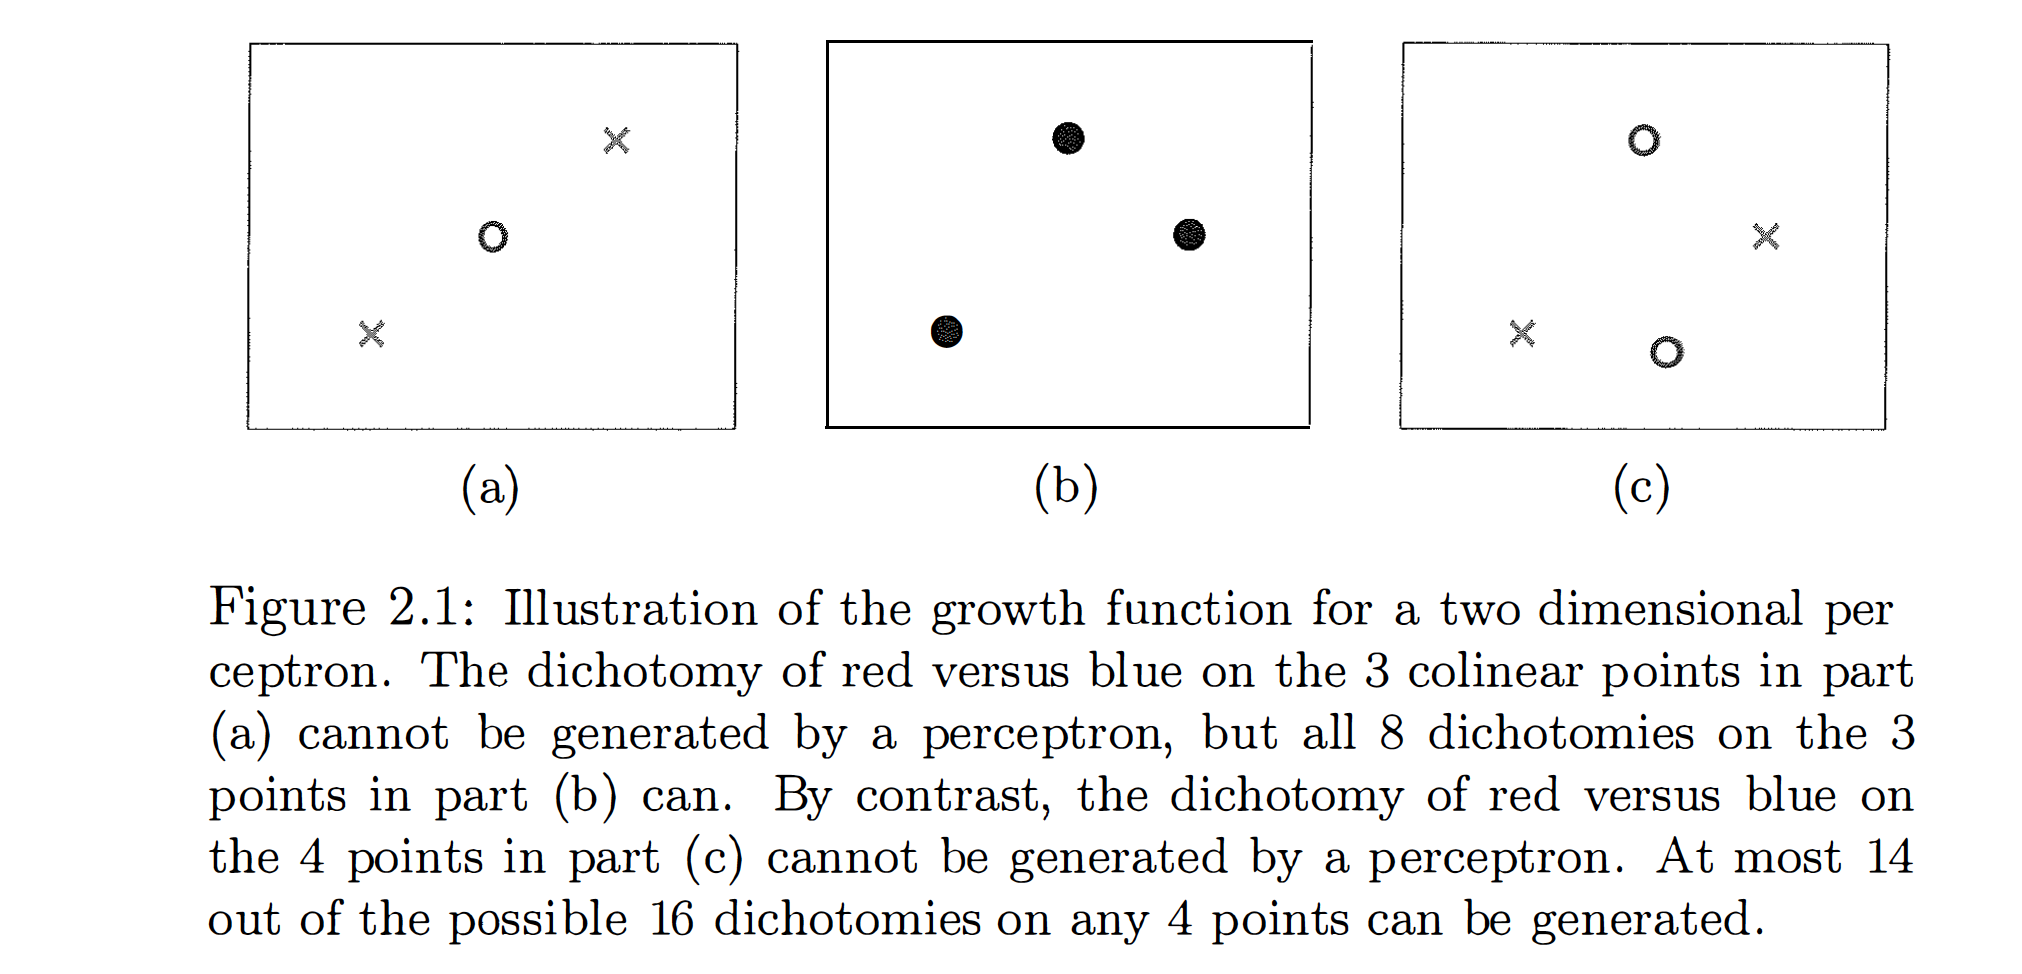 (a) (b) (c)
Figure 2.1: Illustration of the growth function for a two dimensional per
ceptron. The dichotomy of red versus blue on the 3 colinear points in part
(a) cannot be generated by a perceptron, but all 8 dichotomies on the 3
points in part (b) can. By contrast, the dichotomy of red versus blue on
the 4 points in part (c) cannot be generated by a perceptron. At most 14
out of the possible 16 dichotomies on any 4 points can be generated.